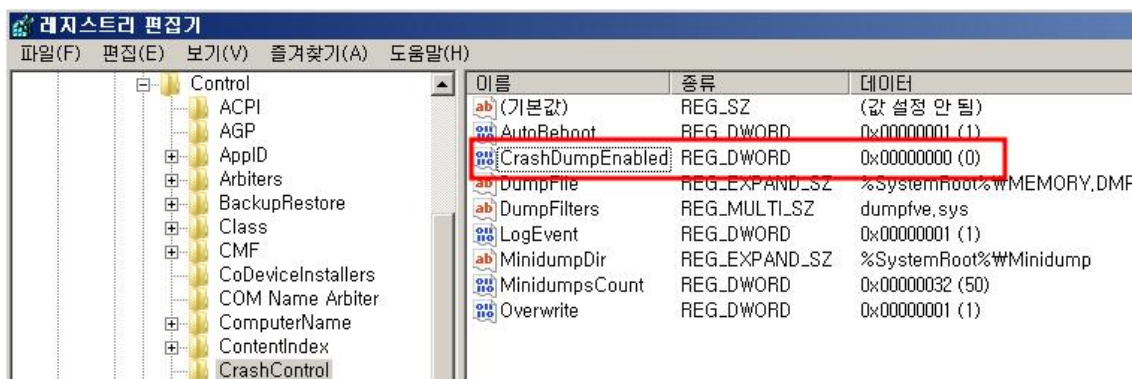 레지스트리 편집기
파일(F) 편집(E) 보기(V) 즐겨찾기(A) 도움말(H)
Control
ACPI
AGP
AppID
Arbiters
BackupRestore
Class
CMF
CoDeviceInstallers
COM Name Arbiter
ComputerName
ContentIndex
CrashControl
이름 종류 데이터
(기본값) REG_SZ (값 설정 안 됨)
AutoReboot REG_DWORD 0x00000001 (1)
CrashDumpEnabled REG_DWORD 0x00000000 (0)
DumpFile REG_EXPAND_SZ %SystemRoot%₩MEMORY.DMP
DumpFilters REG_MULTI_SZ dumpfve.sys
LogEvent REG_DWORD 0x00000001 (1)
MinidumpDir REG_EXPAND_SZ %SystemRoot%₩Minidump
MinidumpsCount REG_DWORD 0x00000032 (50)
Overwrite REG_DWORD 0x00000001 (1)